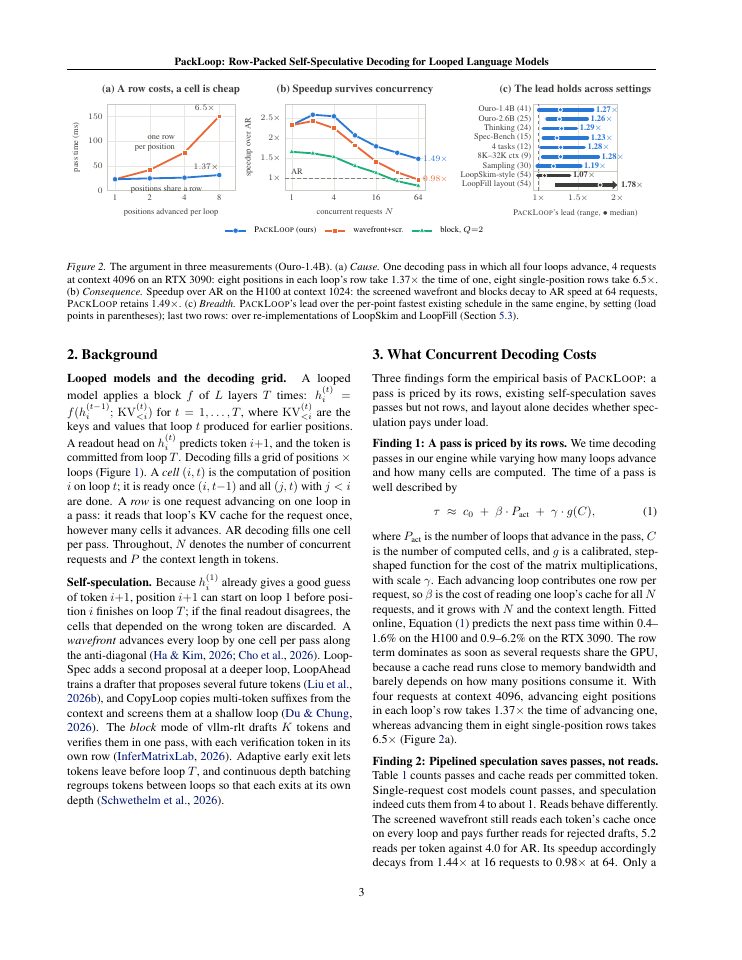 PackLoop: Row-Packed Self-Speculative Decoding for Looped Language Models
(a) A row costs, a cell is cheap
150
100
50
0
pass time (ms)
6.5×
one row
per position
1.37×
positions share a row
1 2 4 8
positions advanced per loop
(b) Speedup survives concurrency
2.5×
2×
1.5×
1×
speedup over AR
AR
1.49×
0.98×
1 4 16 64
concurrent requests N
(c) The lead holds across settings
Ouro-1.4B (41) 1.27×
Ouro-2.6B (25) 1.26×
Thinking (24) 1.29×
Spec-Bench (15) 1.23×
4 tasks (12) 1.28×
8K–32K ctx (9) 1.28×
Sampling (30) 1.19×
LoopSkim-style (54) 1.07×
LoopFill layout (54) 1.78×
1× 1.5× 2×
PACKLOOP's lead (range, ● median)
PACKLOOP (ours) wavefront+scr. block, Q=2
Figure 2. The argument in three measurements (Ouro-1.4B). (a) Cause. One decoding pass in which all four loops advance, 4 requests
at context 4096 on an RTX 3090: eight positions in each loop's row take 1.37× the time of one, eight single-position rows take 6.5×.
(b) Consequence. Speedup over AR on the H100 at context 1024: the screened wavefront and blocks decay to AR speed at 64 requests,
PACKLOOP retains 1.49×. (c) Breadth. PACKLOOP's lead over the per-point fastest existing schedule in the same engine, by setting (load
points in parentheses); last two rows: over re-implementations of LoopSkim and LoopFill (Section 5.3).
2. Background
Looped models and the decoding grid. A looped
model applies a block f of L layers T times: h_i^(t) =
f(h_i^(t−1); KV_{<i}^(t)) for t = 1, . . . , T, where KV_{<i}^(t) are the
keys and values that loop t produced for earlier positions.
A readout head on h_i^(t) predicts token i+1, and the token is
committed from loop T. Decoding fills a grid of positions ×
loops (Figure 1). A cell (i, t) is the computation of position
i on loop t; it is ready once (i, t−1) and all (j, t) with j < i
are done. A row is one request advancing on one loop in
a pass: it reads that loop's KV cache for the request once,
however many cells it advances. AR decoding fills one cell
per pass. Throughout, N denotes the number of concurrent
requests and P the context length in tokens.
Self-speculation. Because h_i^(1) already gives a good guess
of token i+1, position i+1 can start on loop 1 before posi-
tion i finishes on loop T; if the final readout disagrees, the
cells that depended on the wrong token are discarded. A
wavefront advances every loop by one cell per pass along
the anti-diagonal (Ha & Kim, 2026; Cho et al., 2026). Loop-
Spec adds a second proposal at a deeper loop, LoopAhead
trains a drafter that proposes several future tokens (Liu et al.,
2026b), and CopyLoop copies multi-token suffixes from the
context and screens them at a shallow loop (Du & Chung,
2026). The block mode of vllm-rlt drafts K tokens and
verifies them in one pass, with each verification token in its
own row (InferMatrixLab, 2026). Adaptive early exit lets
tokens leave before loop T, and continuous depth batching
regroups tokens between loops so that each exits at its own
depth (Schwethelm et al., 2026).
3. What Concurrent Decoding Costs
Three findings form the empirical basis of PACKLOOP: a
pass is priced by its rows, existing self-speculation saves
passes but not rows, and layout alone decides whether spec-
ulation pays under load.
Finding 1: A pass is priced by its rows. We time decoding
passes in our engine while varying how many loops advance
and how many cells are computed. The time of a pass is
well described by
τ ≈ c_0 + β · P_act + γ · g(C), (1)
where P_act is the number of loops that advance in the pass, C
is the number of computed cells, and g is a calibrated, step-
shaped function for the cost of the matrix multiplications,
with scale γ. Each advancing loop contributes one row per
request, so β is the cost of reading one loop's cache for all N
requests, and it grows with N and the context length. Fitted
online, Equation (1) predicts the next pass time within 0.4–
1.6% on the H100 and 0.9–6.2% on the RTX 3090. The row
term dominates as soon as several requests share the GPU,
because a cache read runs close to memory bandwidth and
barely depends on how many positions consume it. With
four requests at context 4096, advancing eight positions
in each loop's row takes 1.37× the time of advancing one,
whereas advancing them in eight single-position rows takes
6.5× (Figure 2a).
Finding 2: Pipelined speculation saves passes, not reads.
Table 1 counts passes and cache reads per committed token.
Single-request cost models count passes, and speculation
indeed cuts them from 4 to about 1. Reads behave differently.
The screened wavefront still reads each token's cache once
on every loop and pays further reads for rejected drafts, 5.2
reads per token against 4.0 for AR. Its speedup accordingly
decays from 1.44× at 16 requests to 0.98× at 64. Only a
3